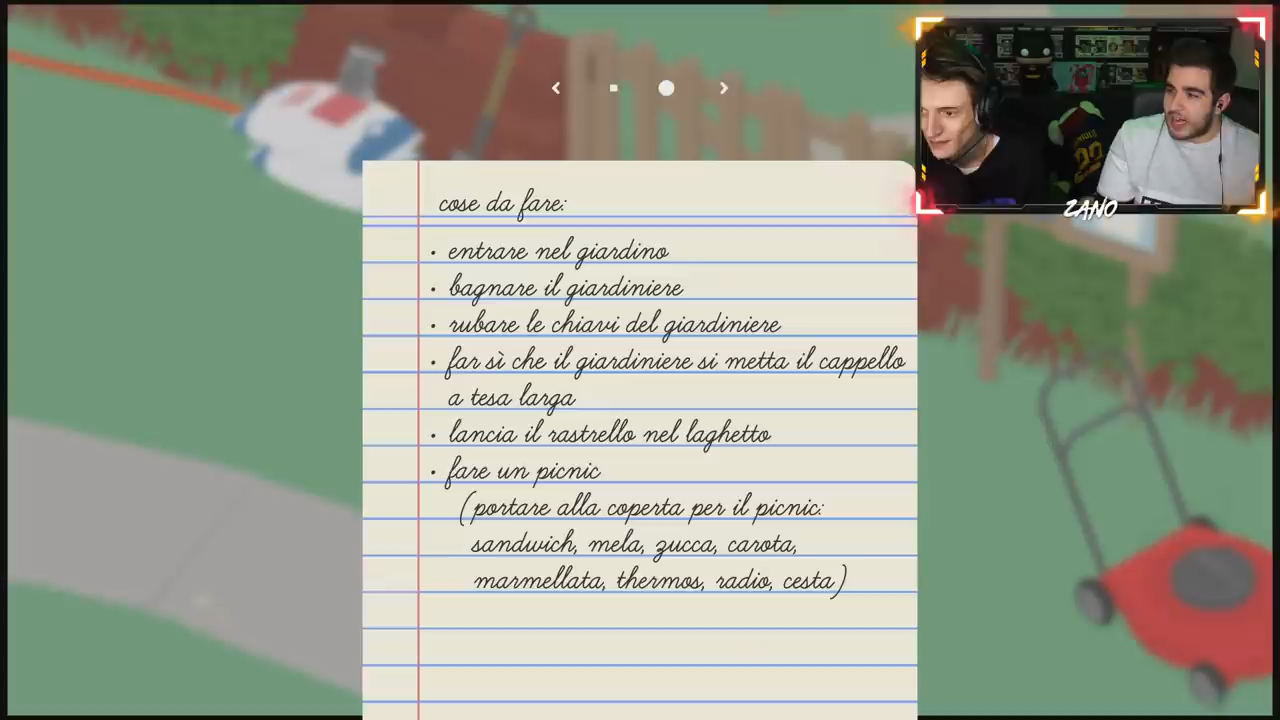 ZANO
cose da fare:
• entrare nel giardino
• bagnare il giardiniere
• rubare le chiavi del giardiniere
• far sì che il giardiniere si metta il cappello
a tesa larga
• lancia il rastrello nel laghetto
• fare un picnic
(portare alla coperta per il picnic:
sandwich, mela, zucca, carota,
marmellata, thermos, radio, cesta)